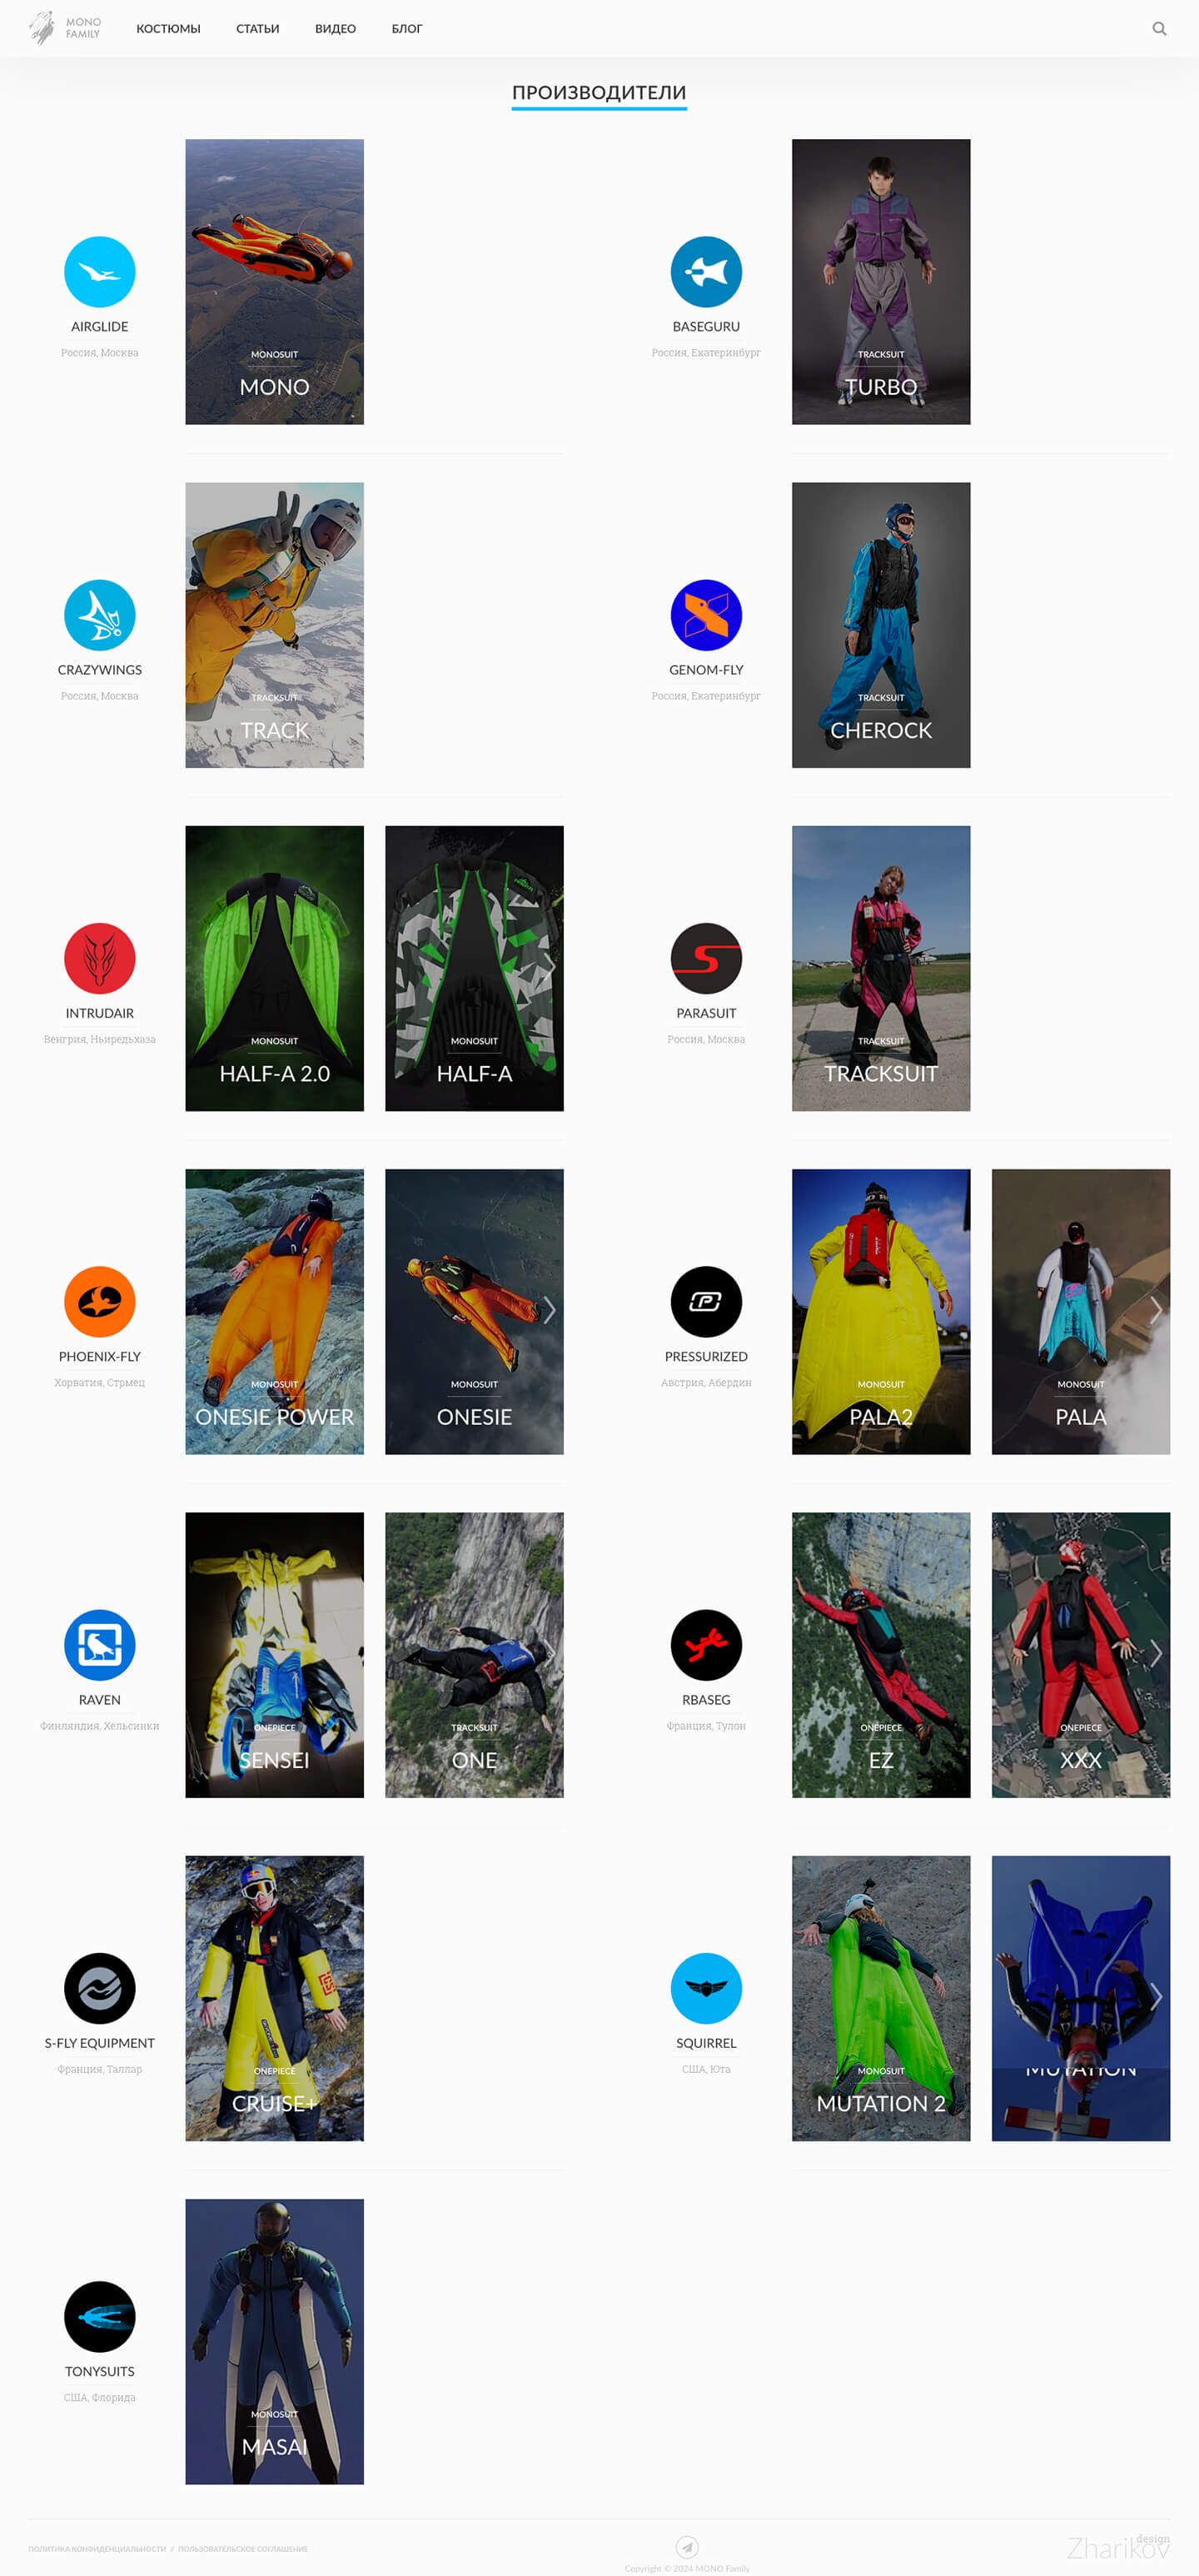 MONO
FAMILY
КОСТЮМЫ
СТАТЬИ
ВИДЕО
БЛОГ
ПРОИЗВОДИТЕЛИ
AIRGLIDE
Россия, Москва
MONOSUIT
MONO
BASEGURU
Россия, Екатеринбург
TRACKSUIT
TURBO
CRAZYWINGS
Россия, Москва
TRACKSUIT
TRACK
GENOM-FLY
Россия, Екатеринбург
TRACKSUIT
CHEROCK
INTRUDAIR
Венгрия, Ньиредьхаза
MONOSUIT
HALF-A 2.0
MONOSUIT
HALF-A
PARASUIT
Россия, Москва
TRACKSUIT
TRACKSUIT
PHOENIX-FLY
Хорватия, Стрмец
MONOSUIT
ONESIE POWER
MONOSUIT
ONESIE
PRESSURIZED
Австрия, Абердин
MONOSUIT
PALA2
MONOSUIT
PALA
RAVEN
Финляндия, Хельсинки
ONEPIECE
SENSEI
TRACKSUIT
ONE
RBASEG
Франция, Тулон
ONEPIECE
EZ
ONEPIECE
XXX
S-FLY EQUIPMENT
Франция, Таллар
ONEPIECE
CRUISE+
SQUIRREL
США, Юта
MONOSUIT
MUTATION 2
MUTATION
TONYSUITS
США, Флорида
MONOSUIT
MASAI
ПОЛИТИКА КОНФИДЕНЦИАЛЬНОСТИ / ПОЛЬЗОВАТЕЛЬСКОЕ СОГЛАШЕНИЕ
Copyright © 2024 MONO Family
design
Zharikov